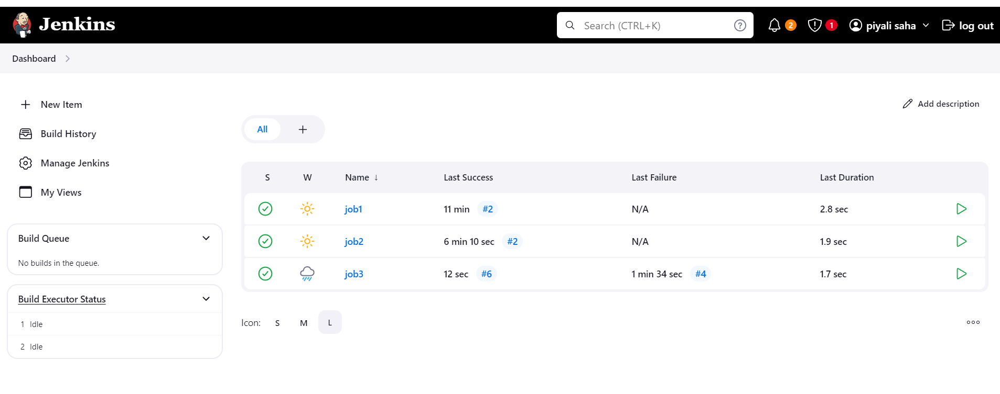 Jenkins
Search (CTRL+K)
?
2
!
1
piyali saha
log out
Dashboard
New Item
Build History
Manage Jenkins
My Views
Build Queue
No builds in the queue.
Build Executor Status
1 Idle
2 Idle
Add description
All +
S W Name ↓ Last Success Last Failure Last Duration
job1 11 min #2 N/A 2.8 sec
job2 6 min 10 sec #2 N/A 1.9 sec
job3 12 sec #6 1 min 34 sec #4 1.7 sec
Icon: S M L